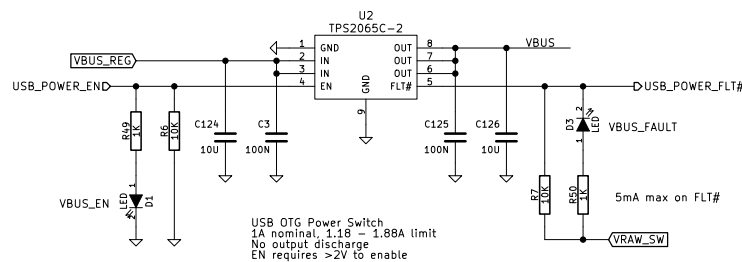 U2
TPS2065C-2
1 GND OUT 8 VBUS
VBUS_REG 2 IN OUT 7
3 IN OUT 6
USB_POWER_EN 4 EN FLT# 5 USB_POWER_FLT#
GND
9
R49 1K
R6 10K
C124 10U
C3 100N
C125 100N
C126 10U
2 D3 LED 1
VBUS_FAULT
VBUS_EN
1 LED D1 2
R7 10K
R50 1K
5mA max on FLT#
VRAW_SW
USB OTG Power Switch
1A nominal, 1.18 – 1.88A limit
No output discharge
EN requires >2V to enable